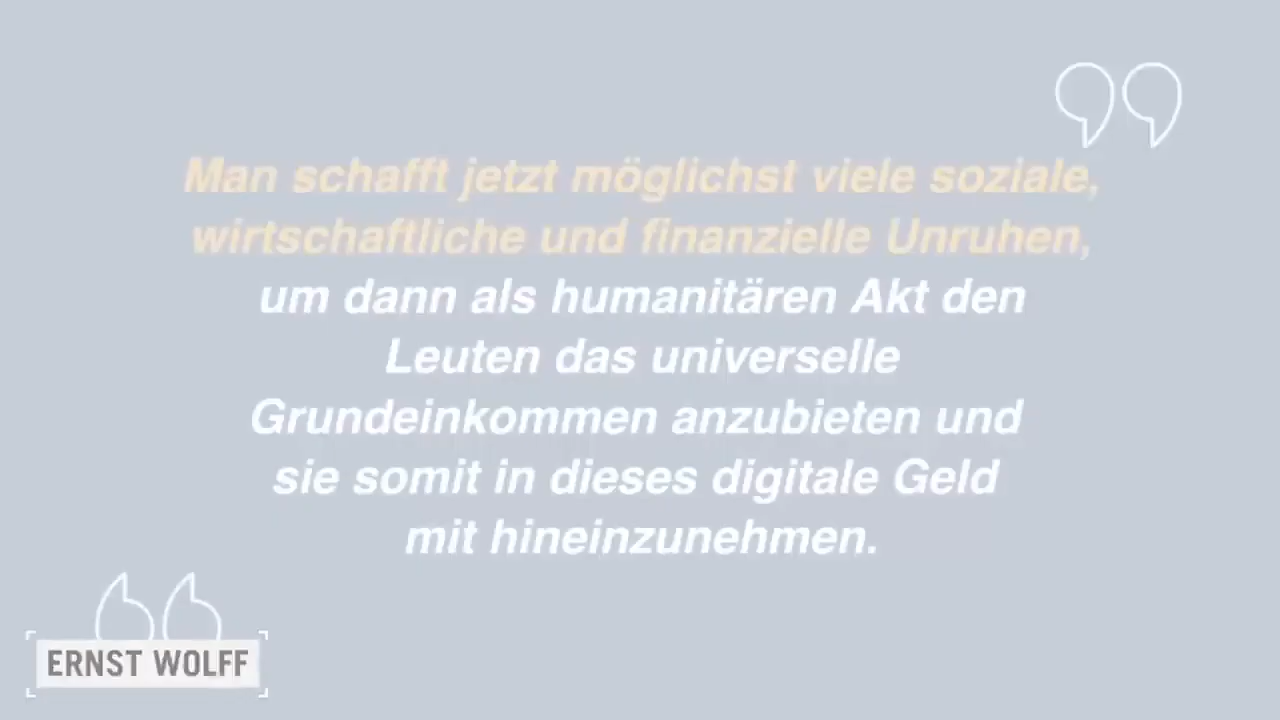 Man schafft jetzt möglichst viele soziale,
wirtschaftliche und finanzielle Unruhen,
um dann als humanitären Akt den
Leuten das universelle
Grundeinkommen anzubieten und
sie somit in dieses digitale Geld
mit hineinzunehmen.
ERNST WOLFF